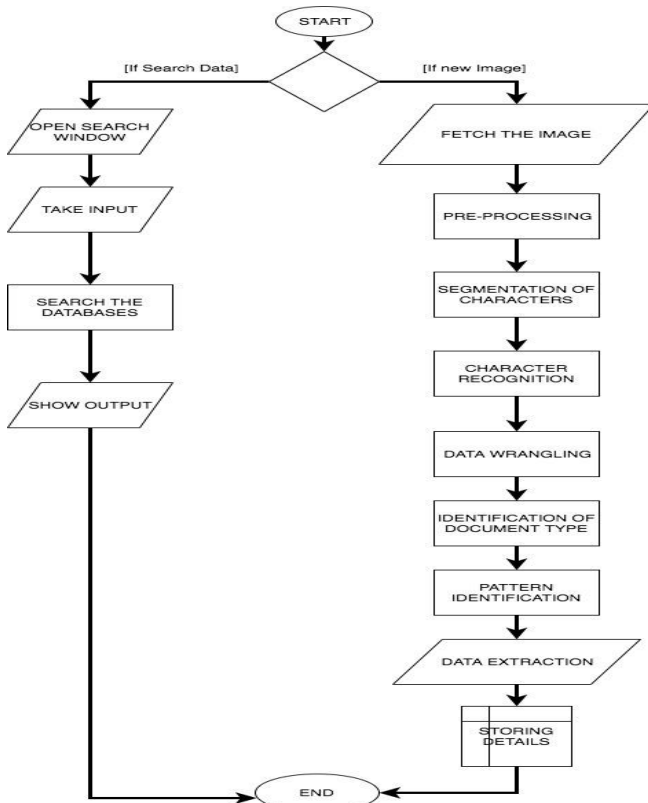 START
[If Search Data]
[If new Image]
OPEN SEARCH
WINDOW
TAKE INPUT
SEARCH THE
DATABASES
SHOW OUTPUT
FETCH THE IMAGE
PRE-PROCESSING
SEGMENTATION OF
CHARACTERS
CHARACTER
RECOGNITION
DATA WRANGLING
IDENTIFICATION OF
DOCUMENT TYPE
PATTERN
IDENTIFICATION
DATA EXTRACTION
STORING
DETAILS
END